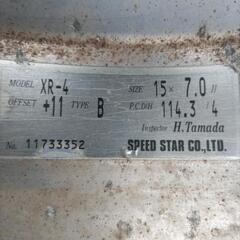 MODEL XR-4 SIZE 15× 7.0
OFFSET +11 TYPE B P.C.D/H 114.3 / 4
Inspector H.Tamada
No. 11733352 SPEED STAR CO.,LTD.